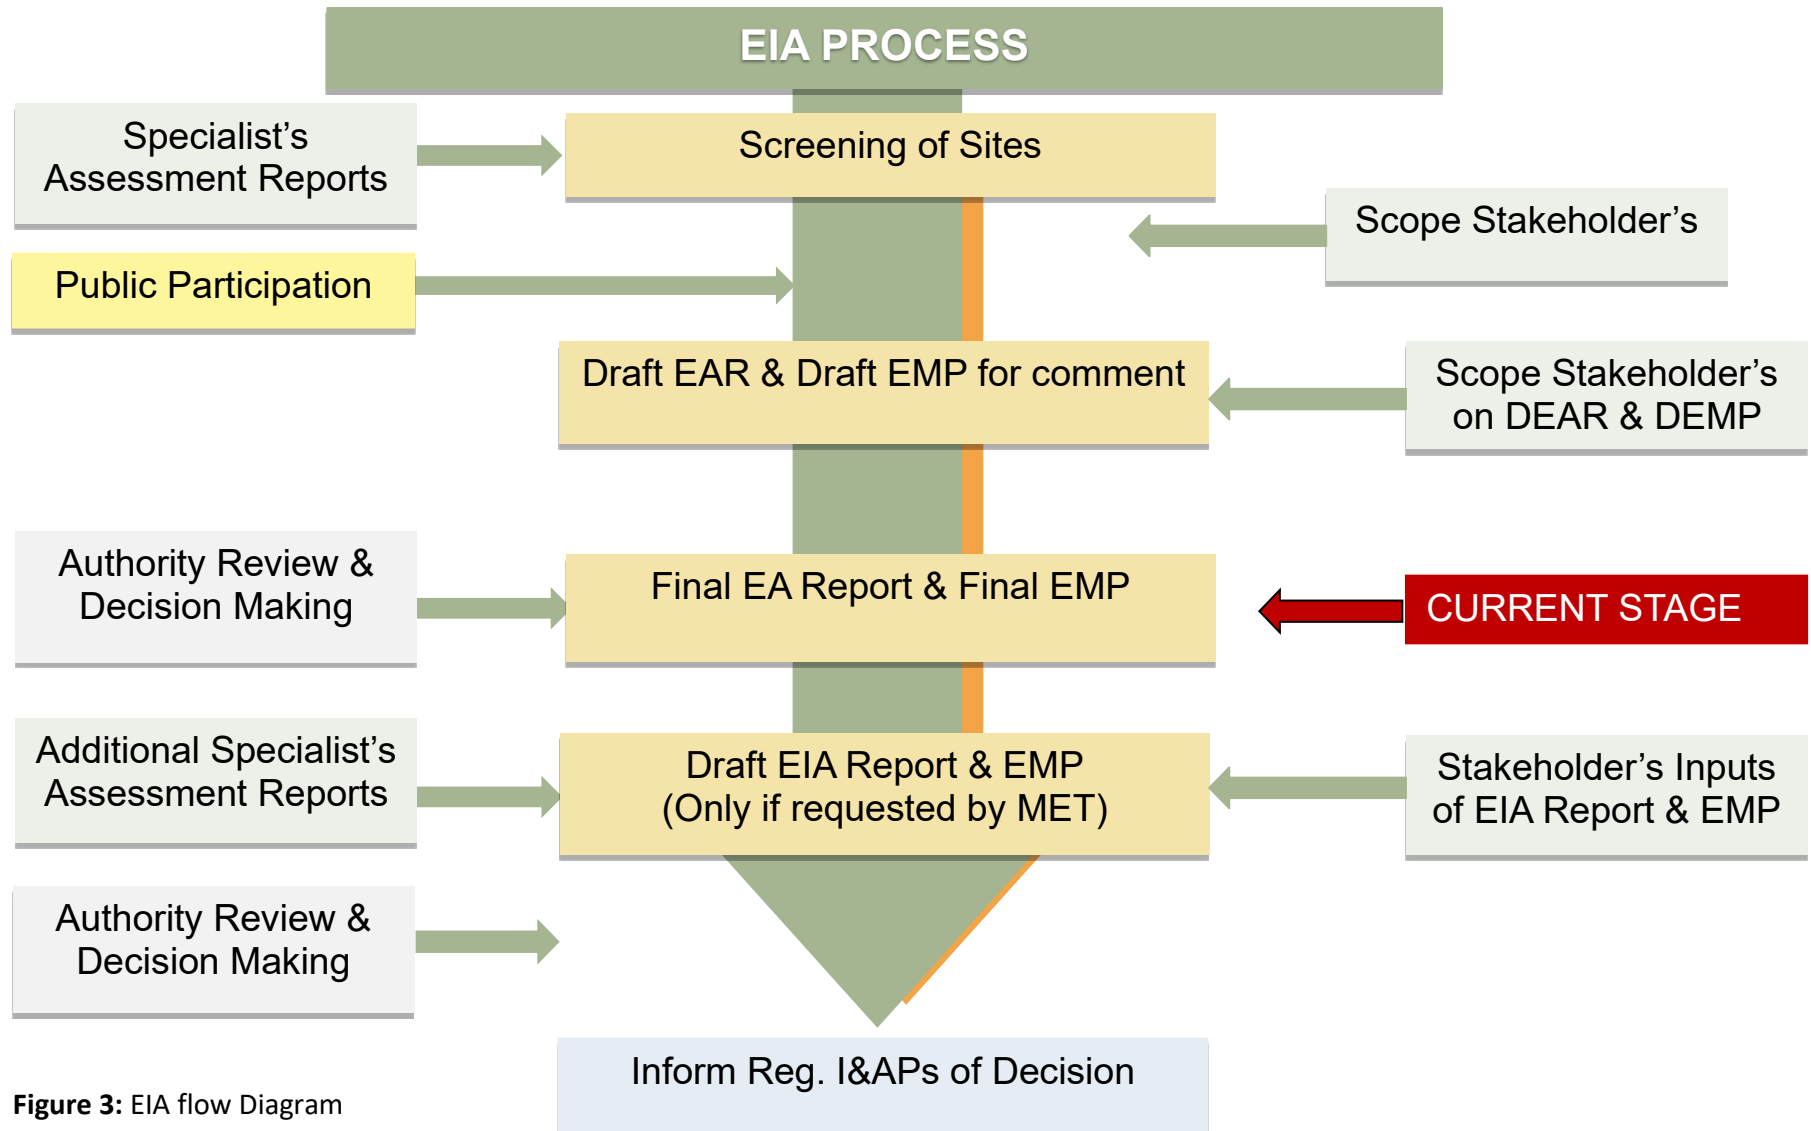 EIA PROCESS
Specialist's
Assessment Reports
Screening of Sites
Scope Stakeholder's
Public Participation
Draft EAR & Draft EMP for comment
Scope Stakeholder's
on DEAR & DEMP
Authority Review &
Decision Making
Final EA Report & Final EMP
CURRENT STAGE
Additional Specialist's
Assessment Reports
Draft EIA Report & EMP
(Only if requested by MET)
Stakeholder's Inputs
of EIA Report & EMP
Authority Review &
Decision Making
Inform Reg. I&APs of Decision
Figure 3: EIA flow Diagram